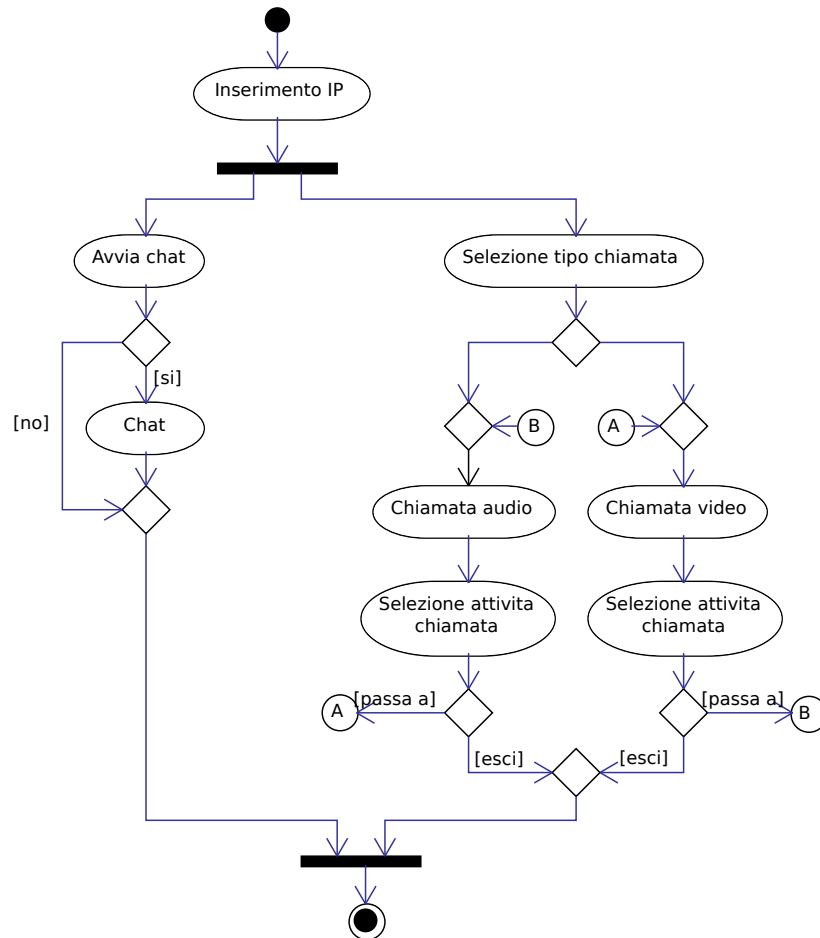 Inserimento IP
Avvia chat
Selezione tipo chiamata
[si]
[no]
Chat
B
A
Chiamata audio
Chiamata video
Selezione attivita
chiamata
Selezione attivita
chiamata
[passa a]
A
[passa a]
B
[esci]
[esci]